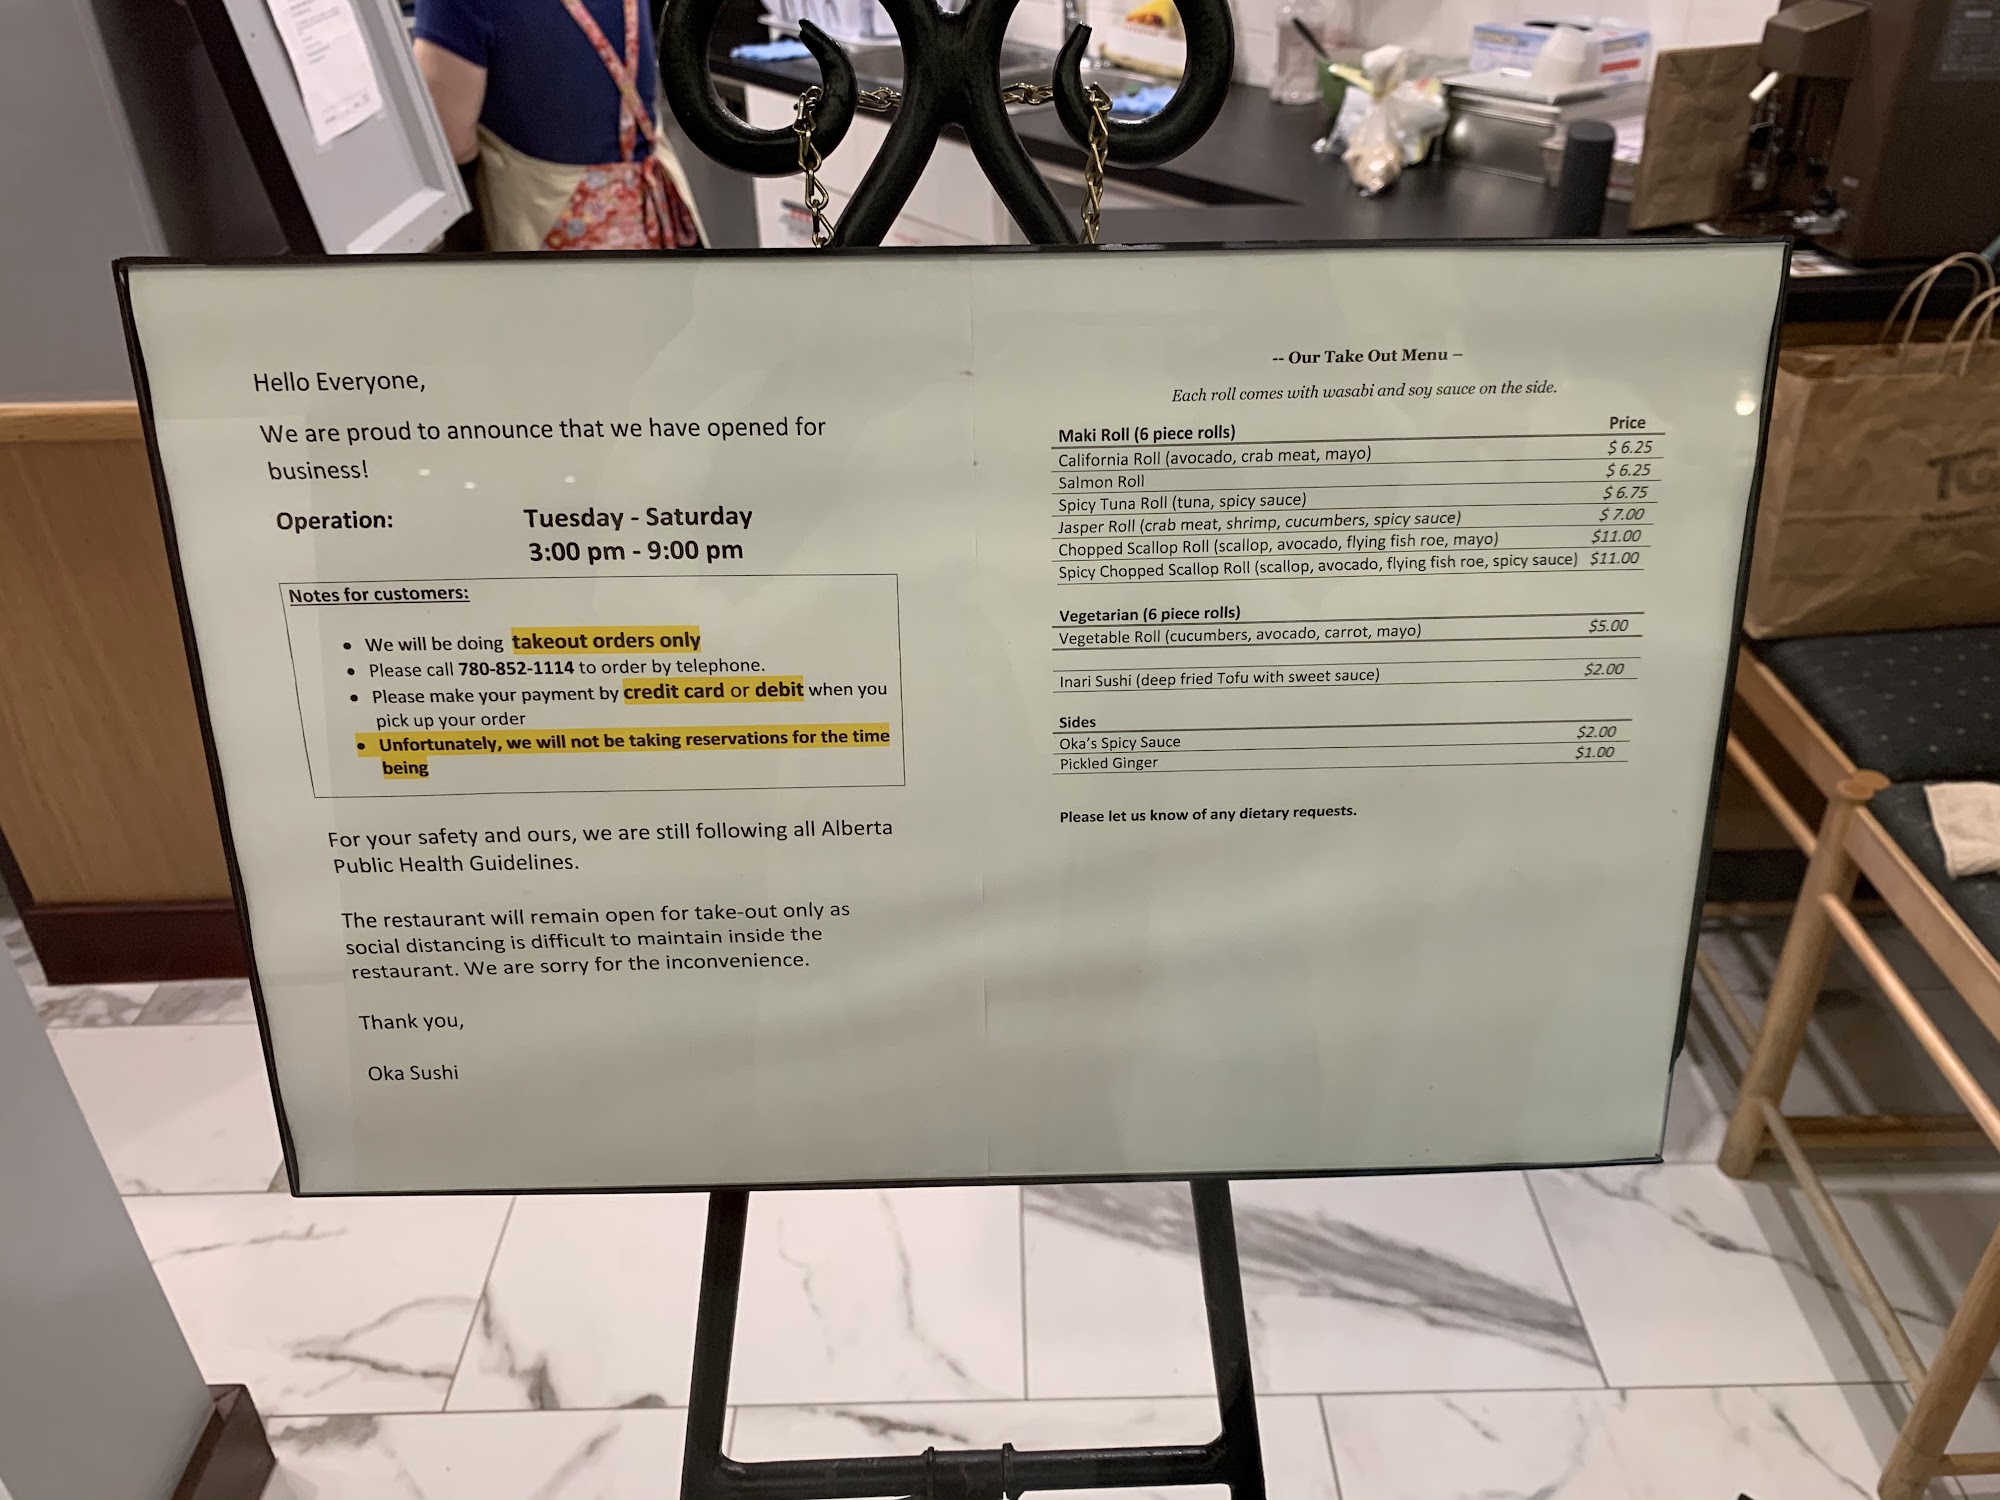 Hello Everyone,
We are proud to announce that we have opened for
business!
Operation: Tuesday - Saturday
3:00 pm - 9:00 pm
Notes for customers:
• We will be doing takeout orders only
• Please call 780-852-1114 to order by telephone.
• Please make your payment by credit card or debit when you
pick up your order
• Unfortunately, we will not be taking reservations for the time
being
For your safety and ours, we are still following all Alberta
Public Health Guidelines.
The restaurant will remain open for take-out only as
social distancing is difficult to maintain inside the
restaurant. We are sorry for the inconvenience.
Thank you,
Oka Sushi
-- Our Take Out Menu –
Each roll comes with wasabi and soy sauce on the side.
Maki Roll (6 piece rolls) Price
California Roll (avocado, crab meat, mayo) $ 6.25
Salmon Roll $ 6.25
Spicy Tuna Roll (tuna, spicy sauce) $ 6.75
Jasper Roll (crab meat, shrimp, cucumbers, spicy sauce) $ 7.00
Chopped Scallop Roll (scallop, avocado, flying fish roe, mayo) $11.00
Spicy Chopped Scallop Roll (scallop, avocado, flying fish roe, spicy sauce) $11.00
Vegetarian (6 piece rolls)
Vegetable Roll (cucumbers, avocado, carrot, mayo) $5.00
Inari Sushi (deep fried Tofu with sweet sauce) $2.00
Sides
Oka's Spicy Sauce $2.00
Pickled Ginger $1.00
Please let us know of any dietary requests.